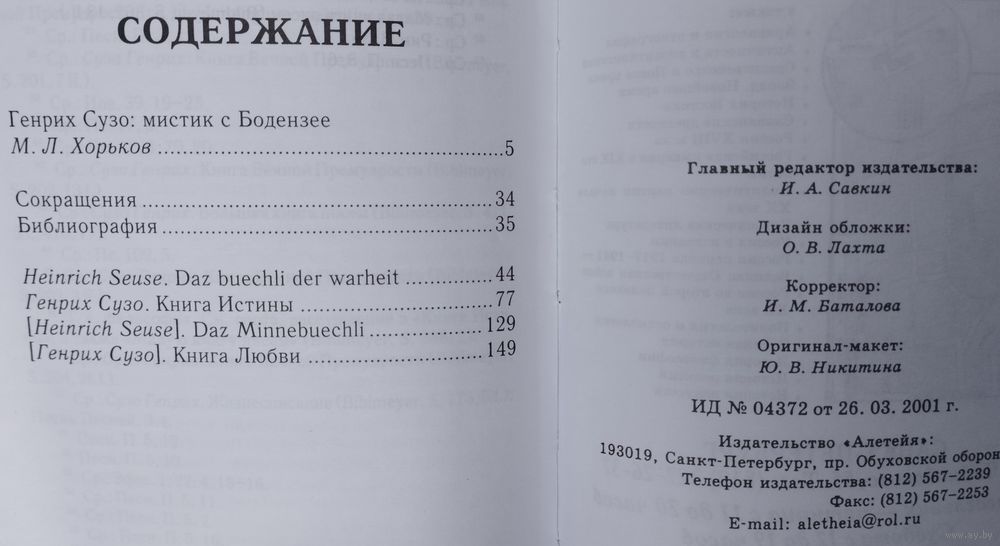 СОДЕРЖАНИЕ
Генрих Сузо: мистик с Бодензее
М. Л. Хорьков 5
Сокращения 34
Библиография 35
Heinrich Seuse. Daz buechli der warheit 44
Генрих Сузо. Книга Истины 77
[Heinrich Seuse]. Daz Minnebuechli 129
[Генрих Сузо]. Книга Любви 149
Главный редактор издательства:
И. А. Савкин
Дизайн обложки:
О. В. Лахта
Корректор:
И. М. Баталова
Оригинал-макет:
Ю. В. Никитина
ИД № 04372 от 26. 03. 2001 г.
Издательство «Алетейя»:
193019, Санкт-Петербург, пр. Обуховской оборон
Телефон издательства: (812) 567-2239
Факс: (812) 567-2253
E-mail: aletheia@rol.ru
www.ay.by